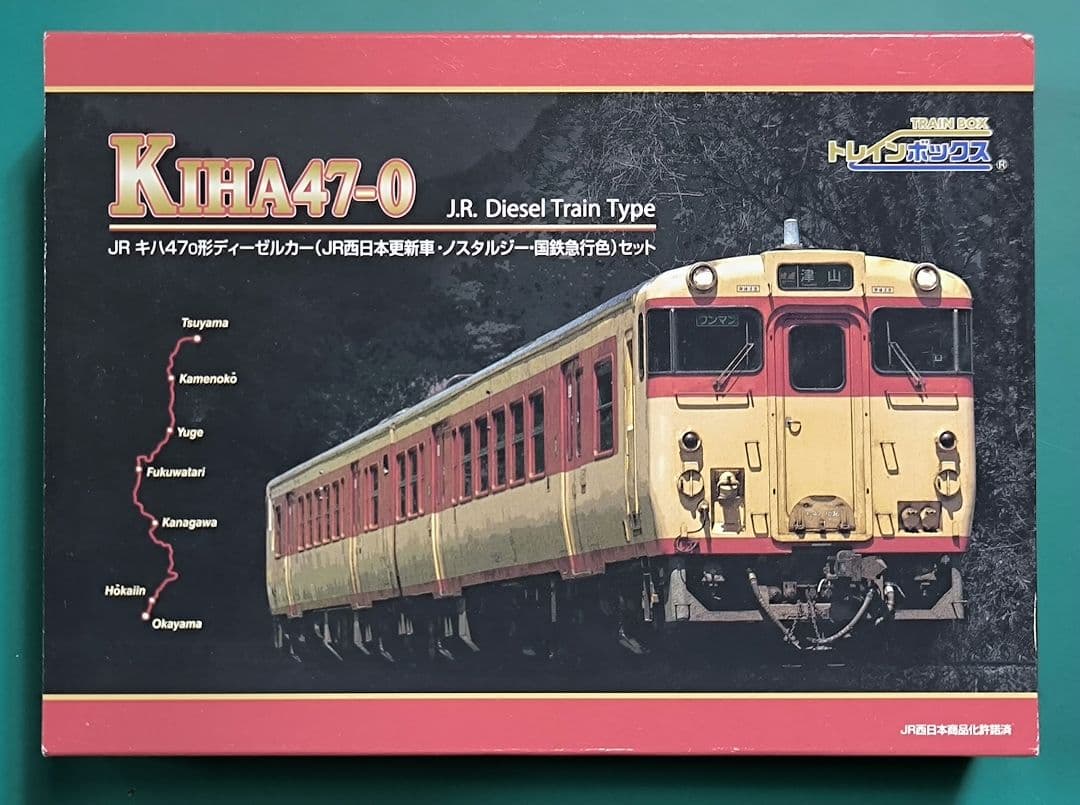 TRAIN BOX
トレインボックス®
KIHA47-0
J.R. Diesel Train Type
JR キハ47 0形ディーゼルカー(JR西日本更新車・ノスタルジー・国鉄急行色)セット
津山
ワンマン
Tsuyama
Kamenokō
Yuge
Fukuwatari
Kanagawa
Hōkaiin
Okayama
JR西日本商品化許諾済